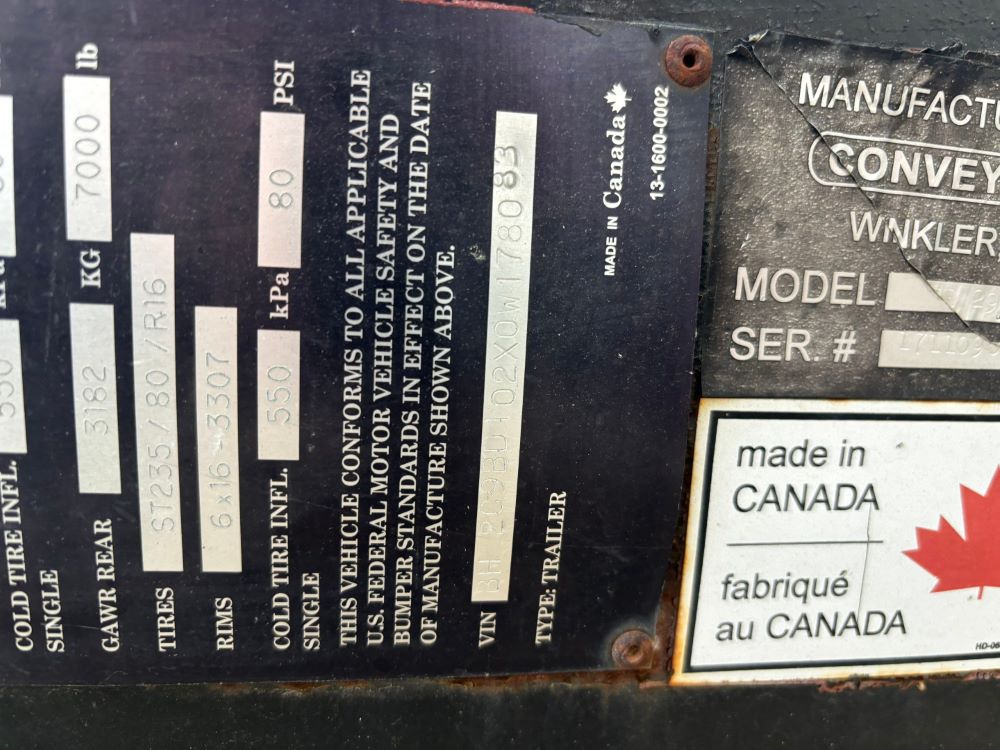 COLD TIRE INFL. 550
SINGLE
GAWR REAR 3182 KG 7000 lb
TIRES ST235/80/R16
RIMS 6x16-3307
COLD TIRE INFL. 550 kPa 80 PSI
SINGLE
THIS VEHICLE CONFORMS TO ALL APPLICABLE
U.S. FEDERAL MOTOR VEHICLE SAFETY AND
BUMPER STANDARDS IN EFFECT ON THE DATE
OF MANUFACTURE SHOWN ABOVE.
VIN
TYPE: TRAILER
MADE IN Canada
13-1600-0002
MANUFACTU
CONVEY
WINKLER
MODEL
SER. #
made in
CANADA
fabriqué
au CANADA